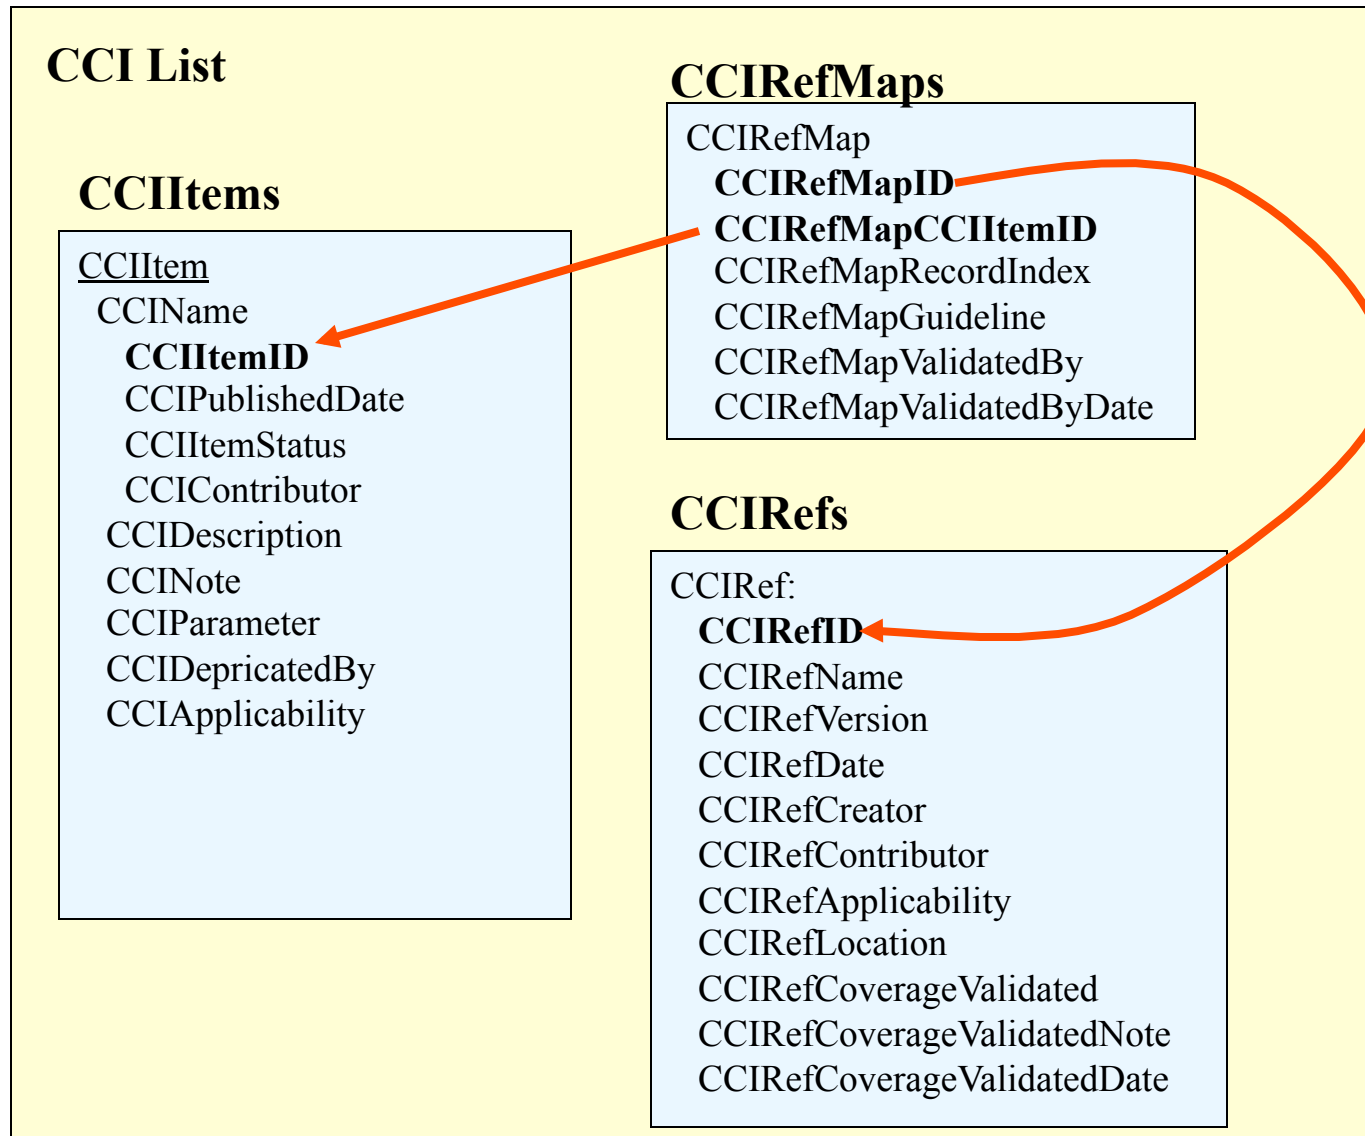 CCI List
CCIItems
CCIItem
CCIName
CCIItemID
CCIPublishedDate
CCIItemStatus
CCIContributor
CCIDescription
CCINote
CCIParameter
CCIDepricatedBy
CCIApplicability
CCIRefMaps
CCIRefMap
CCIRefMapID
CCIRefMapCCIItemID
CCIRefMapRecordIndex
CCIRefMapGuideline
CCIRefMapValidatedBy
CCIRefMapValidatedByDate
CCIRefs
CCIRef:
CCIRefID
CCIRefName
CCIRefVersion
CCIRefDate
CCIRefCreator
CCIRefContributor
CCIRefApplicability
CCIRefLocation
CCIRefCoverageValidated
CCIRefCoverageValidatedNote
CCIRefCoverageValidatedDate